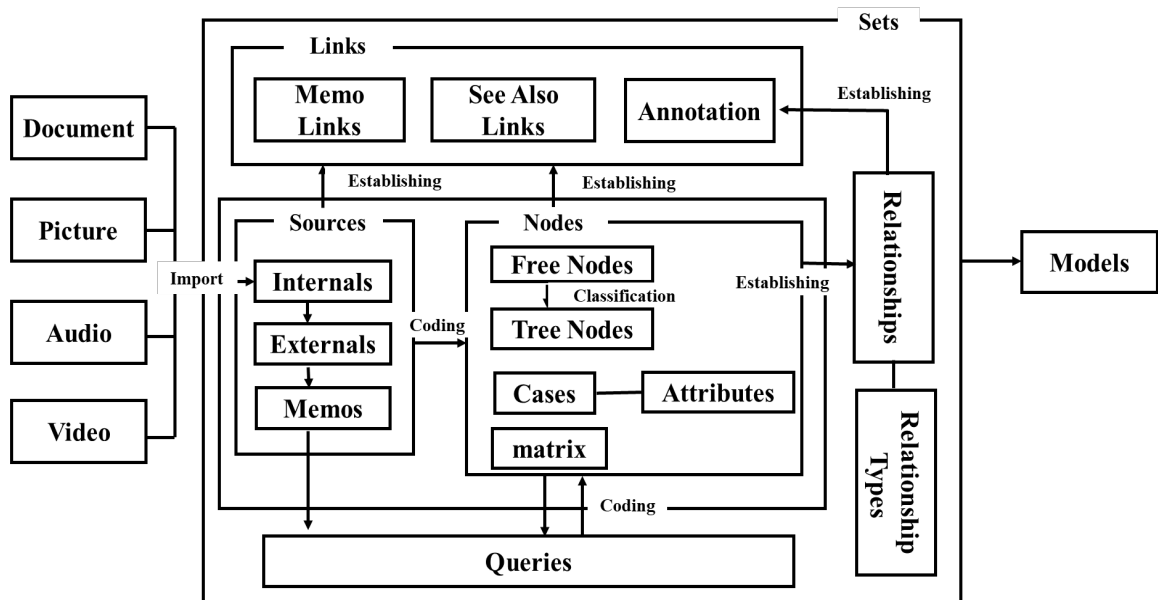 Sets
Links
Memo
Links
See Also
Links
Annotation
Establishing
Document
Picture
Audio
Video
Import
Establishing
Establishing
Sources
Internals
Externals
Memos
Coding
Nodes
Free Nodes
Classification
Tree Nodes
Cases
Attributes
matrix
Establishing
Relationships
Relationship
Types
Models
Coding
Queries